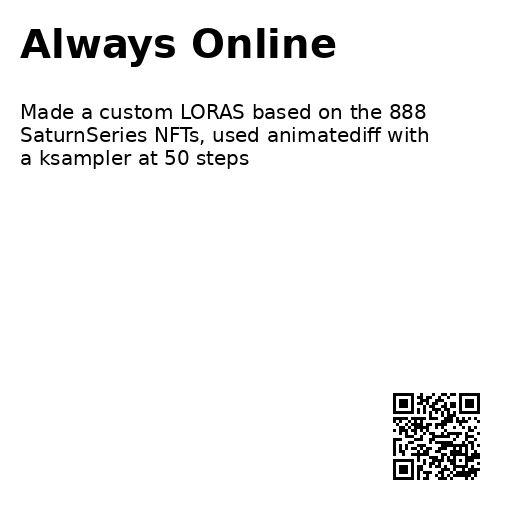 Always Online
Made a custom LORAS based on the 888
SaturnSeries NFTs, used animatediff with
a ksampler at 50 steps